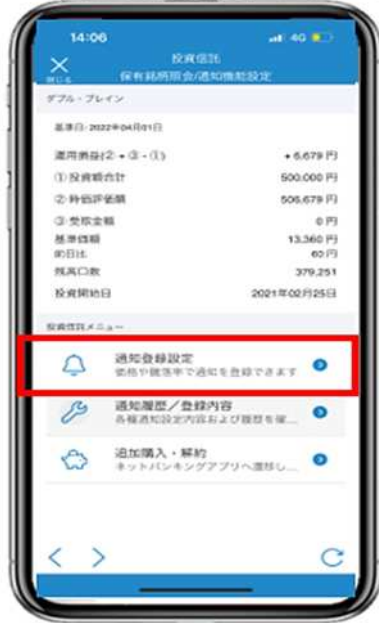 14:06
4G
投資信託
閉じる
保有銘柄照会/通知機能設定
ダブル・ブレイン
基準日:2022年04月01日
運用損益(②+③-①) +6,679 円
①投資額合計 500,000 円
②時価評価額 506,679 円
③受取金額 0 円
基準価額 13,360 円
前日比 60 円
残高口数 379,251
投資開始日 2021年02月25日
投資信託メニュー
通知登録設定
価格や騰落率で通知を登録できます
通知履歴/登録内容
各種通知設定内容および履歴を確...
追加購入・解約
ネットバンキングアプリへ遷移し...